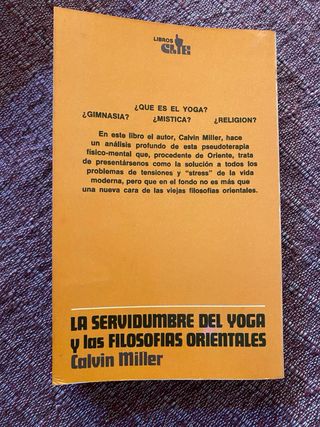 LIBROS
CLIE
¿QUE ES EL YOGA?
¿GIMNASIA? ¿MISTICA? ¿RELIGION?
En este libro el autor, Calvin Miller, hace
un análisis profundo de esta pseudoterapia
físico-mental que, procedente de Oriente, trata
de presentársenos como la solución a todos los
problemas de tensiones y "stress" de la vida
moderna, pero que en el fondo no es más que
una nueva cara de las viejas filosofías orientales.
LA SERVIDUMBRE DEL YOGA
y las FILOSOFIAS ORIENTALES
Calvin Miller